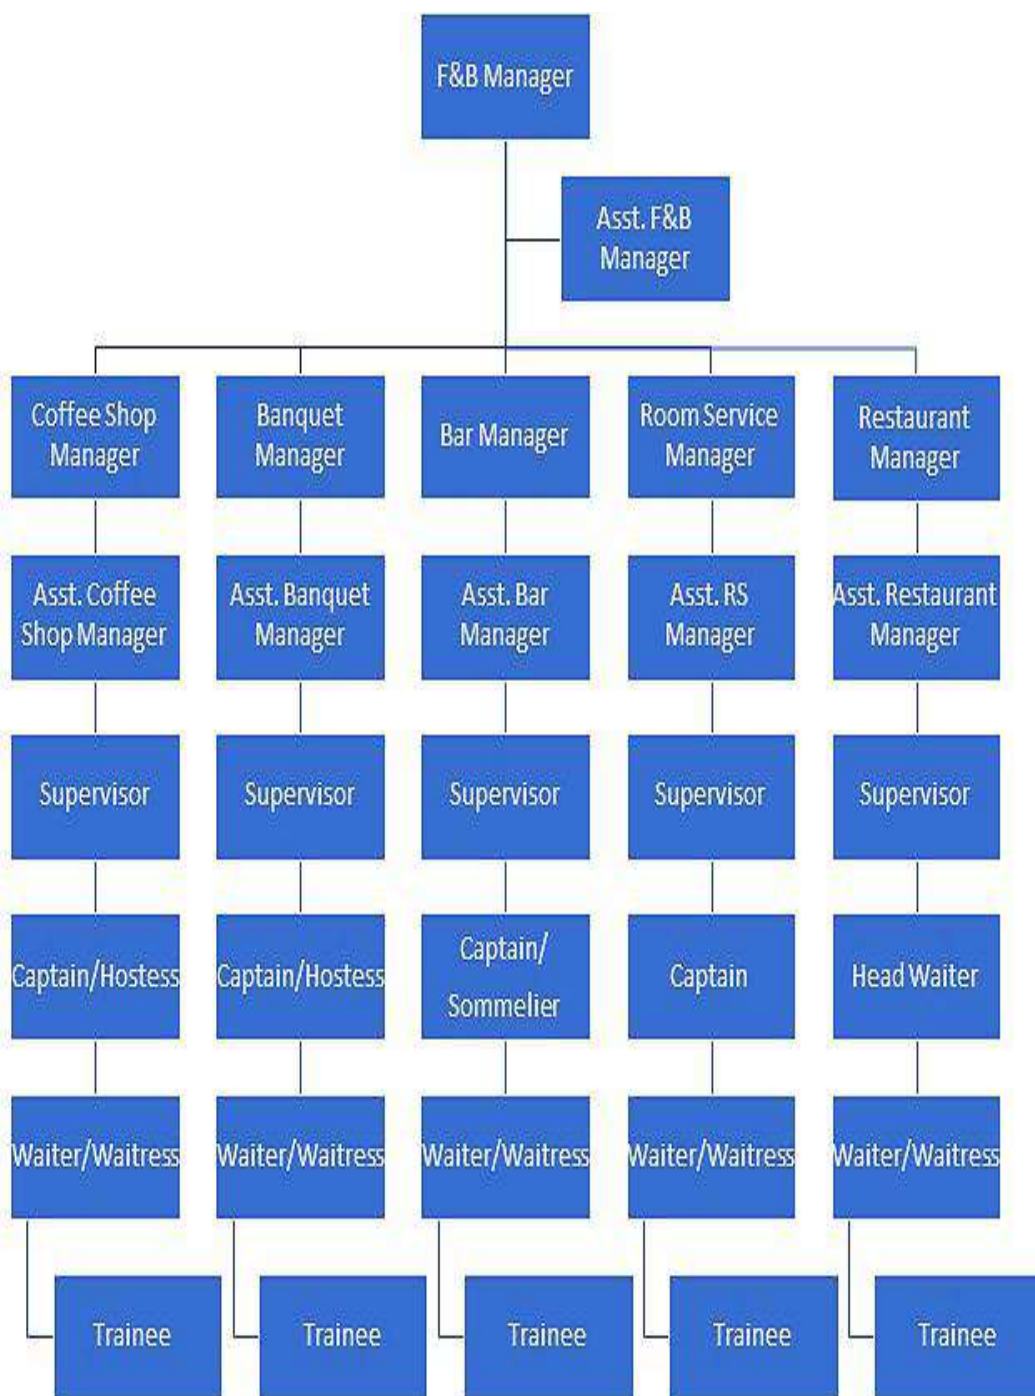 F&B Manager
Asst. F&B
Manager
Coffee Shop
Manager
Banquet
Manager
Bar Manager
Room Service
Manager
Restaurant
Manager
Asst. Coffee
Shop Manager
Asst. Banquet
Manager
Asst. Bar
Manager
Asst. RS
Manager
Asst. Restaurant
Manager
Supervisor
Supervisor
Supervisor
Supervisor
Supervisor
Captain/Hostess
Captain/Hostess
Captain/
Sommelier
Captain
Head Waiter
Waiter/Waitress
Waiter/Waitress
Waiter/Waitress
Waiter/Waitress
Waiter/Waitress
Trainee
Trainee
Trainee
Trainee
Trainee